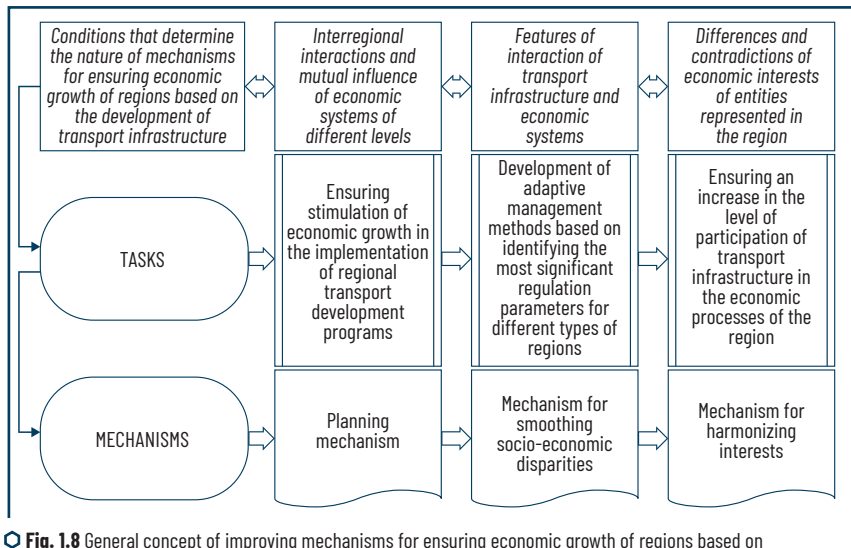 Conditions that determine
the nature of mechanisms
for ensuring economic
growth of regions based on
the development of
transport infrastructure
Interregional
interactions and
mutual influence
of economic
systems of
different levels
Features of
interaction of
transport
infrastructure and
economic
systems
Differences and
contradictions of
economic interests
of entities
represented in
the region
TASKS
Ensuring
stimulation of
economic growth in
the implementation
of regional
transport
development
programs
Development of
adaptive
management
methods based on
identifying the
most significant
regulation
parameters for
different types of
regions
Ensuring an
increase in the
level of
participation of
transport
infrastructure in
the economic
processes of the
region
MECHANISMS
Planning
mechanism
Mechanism for
smoothing
socio-economic
disparities
Mechanism for
harmonizing
interests
Fig. 1.8 General concept of improving mechanisms for ensuring economic growth of regions based on